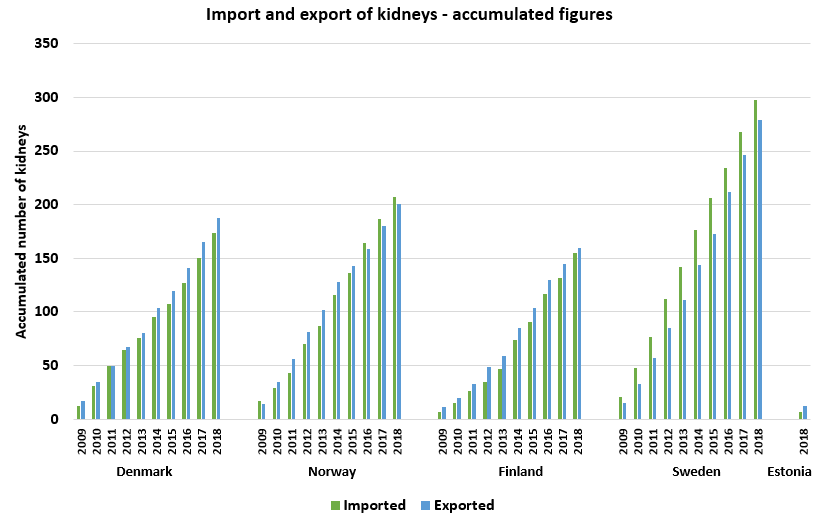 Import and export of kidneys - accumulated figures
350
300
250
200
150
100
50
0
Accumulated number of kidneys
2009 2010 2011 2012 2013 2014 2015 2016 2017 2018
2009 2010 2011 2012 2013 2014 2015 2016 2017 2018
2009 2010 2011 2012 2013 2014 2015 2016 2017 2018
2009 2010 2011 2012 2013 2014 2015 2016 2017 2018
2018
Denmark Norway Finland Sweden Estonia
Imported Exported